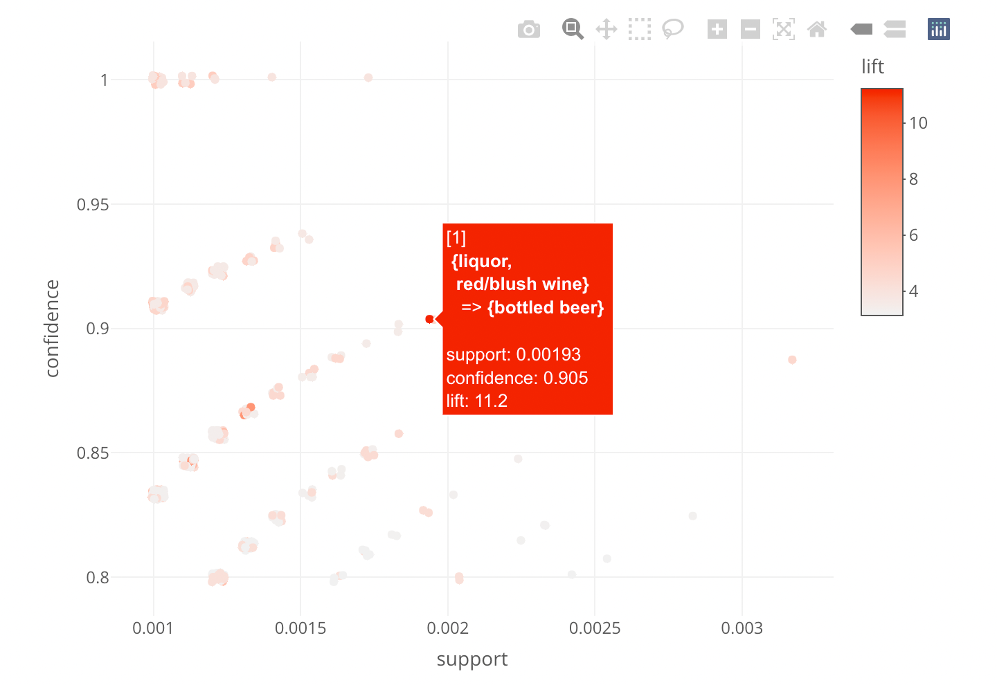 lift
10
8
6
4
confidence
1
0.95
0.9
0.85
0.8
[1]
{liquor,
red/blush wine}
=> {bottled beer}
support: 0.00193
confidence: 0.905
lift: 11.2
0.001
0.0015
0.002
0.0025
0.003
support